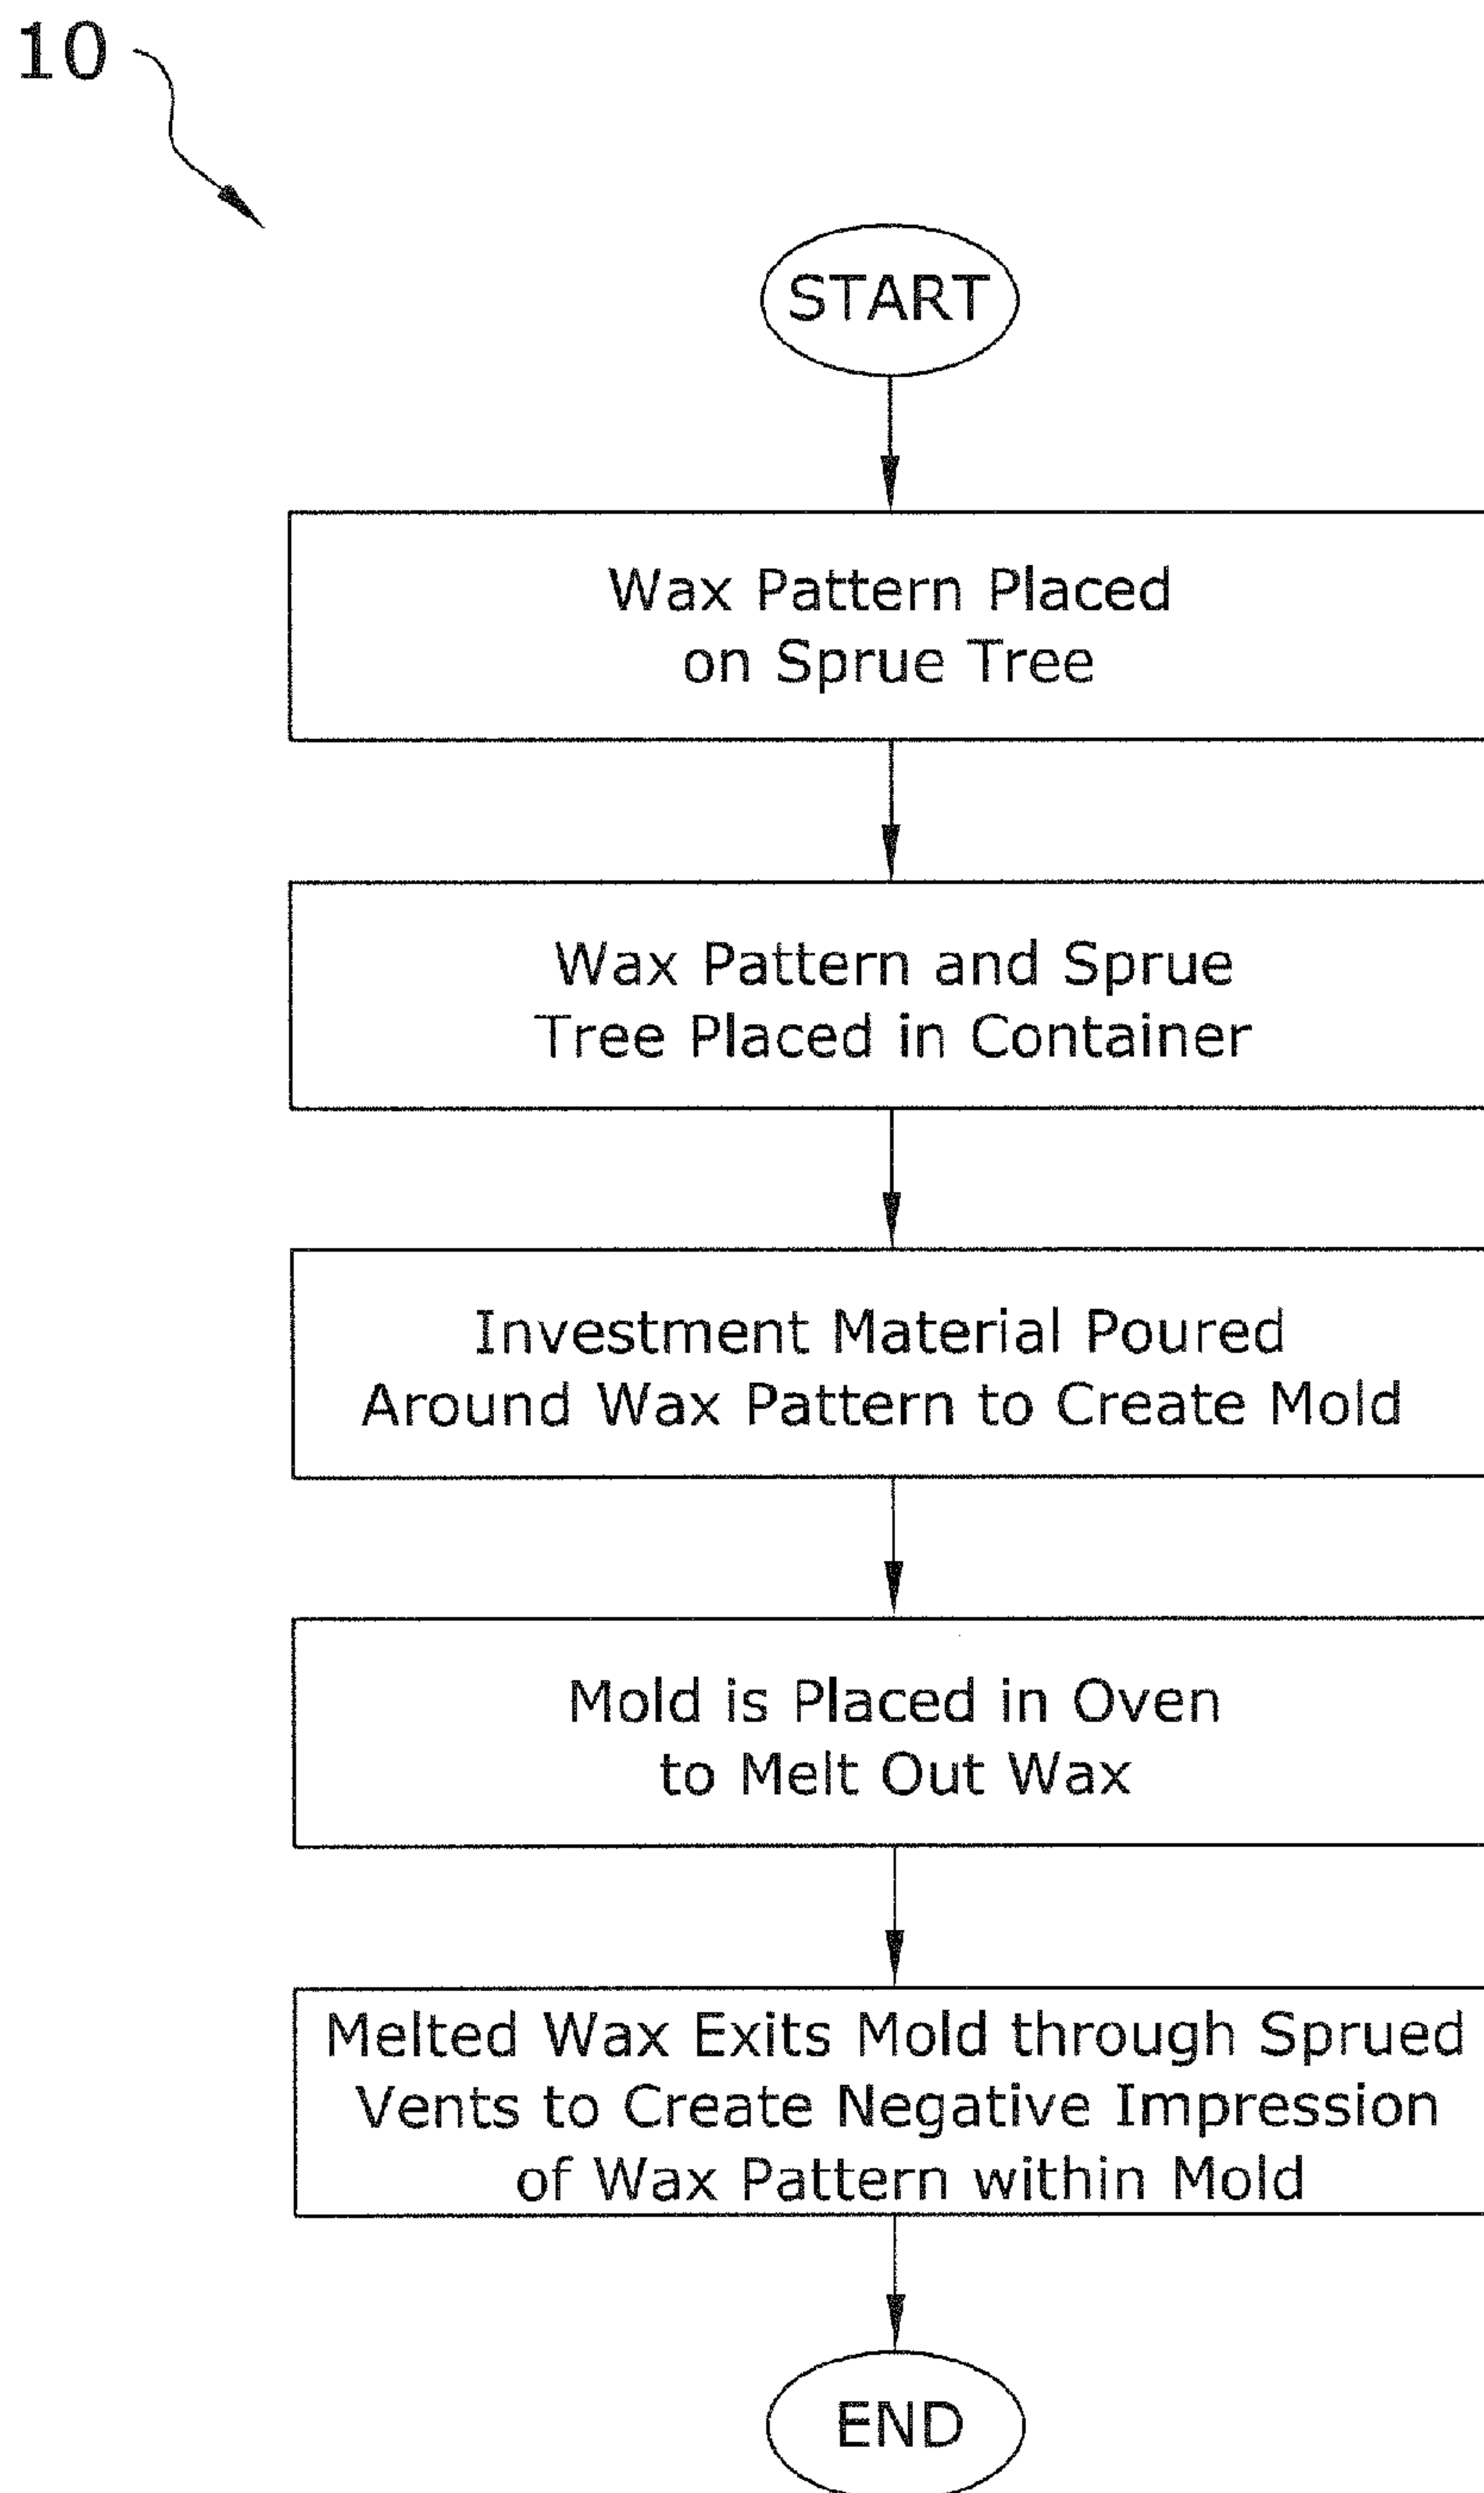 10
START
Wax Pattern Placed
on Sprue Tree
Wax Pattern and Sprue
Tree Placed in Container
Investment Material Poured
Around Wax Pattern to Create Mold
Mold is Placed in Oven
to Melt Out Wax
Melted Wax Exits Mold through Sprued
Vents to Create Negative Impression
of Wax Pattern within Mold
END